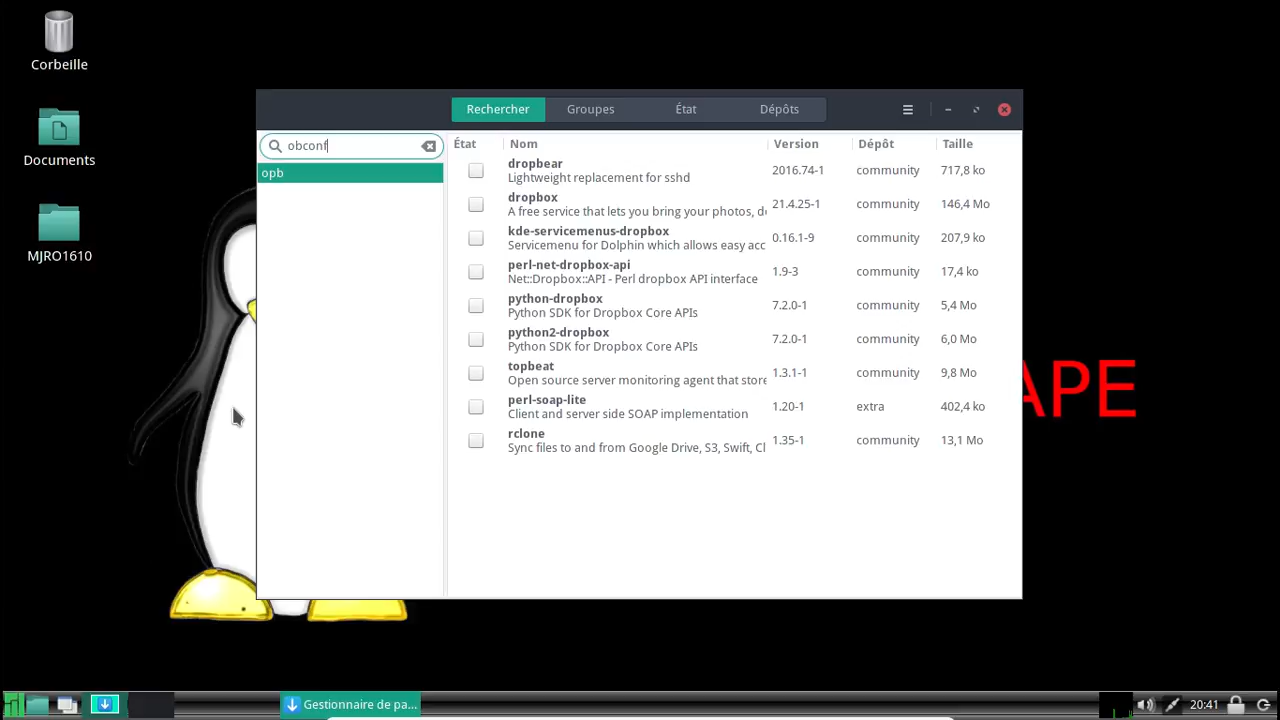 Corbeille
Documents
MJRO1610
Rechercher Groupes État Dépôts
obconf
opb
État Nom Version Dépôt Taille
dropbear
Lightweight replacement for sshd
2016.74-1 community 717,8 ko
dropbox
A free service that lets you bring your photos, d
21.4.25-1 community 146,4 Mo
kde-servicemenus-dropbox
Servicemenu for Dolphin which allows easy acc
0.16.1-9 community 207,9 ko
perl-net-dropbox-api
Net::Dropbox::API - Perl dropbox API interface
1.9-3 community 17,4 ko
python-dropbox
Python SDK for Dropbox Core APIs
7.2.0-1 community 5,4 Mo
python2-dropbox
Python SDK for Dropbox Core APIs
7.2.0-1 community 6,0 Mo
topbeat
Open source server monitoring agent that store
1.3.1-1 community 9,8 Mo
perl-soap-lite
Client and server side SOAP implementation
1.20-1 extra 402,4 ko
rclone
Sync files to and from Google Drive, S3, Swift, Cl
1.35-1 community 13,1 Mo
APE
Gestionnaire de pa...
20:41